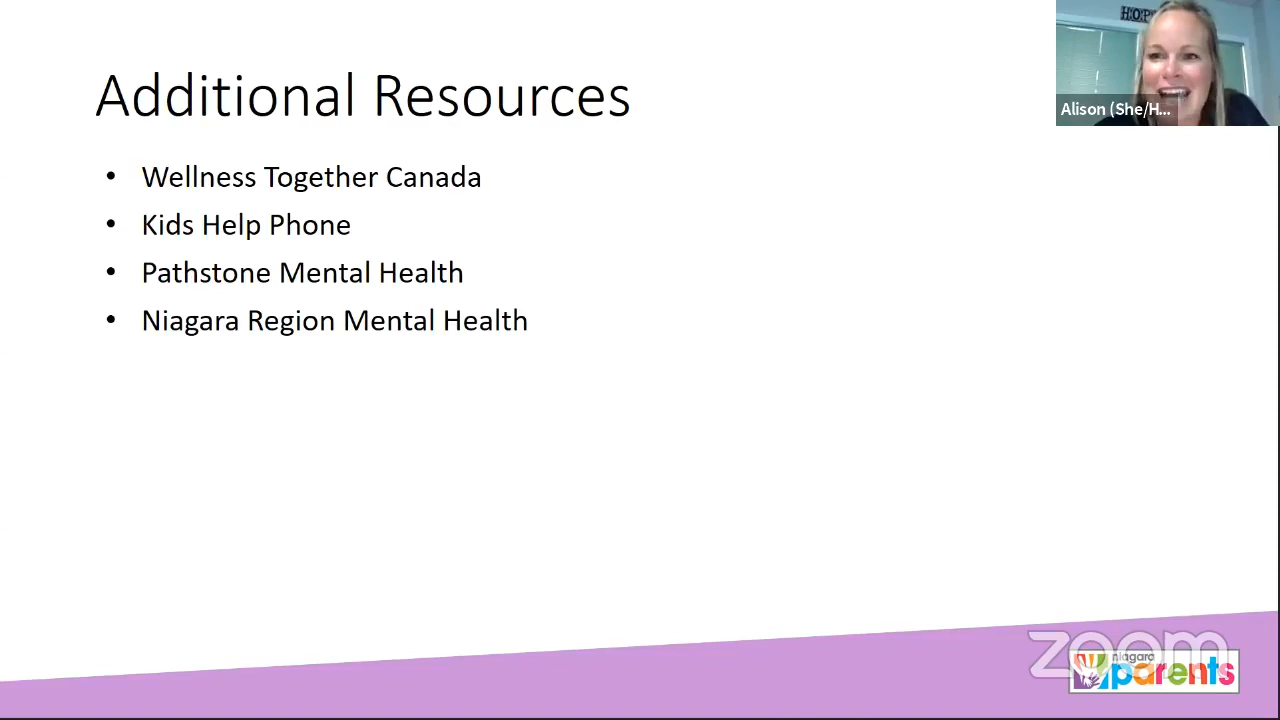 HOP
Alison (She/H...
Additional Resources
• Wellness Together Canada
• Kids Help Phone
• Pathstone Mental Health
• Niagara Region Mental Health
zoom
niagara
parents